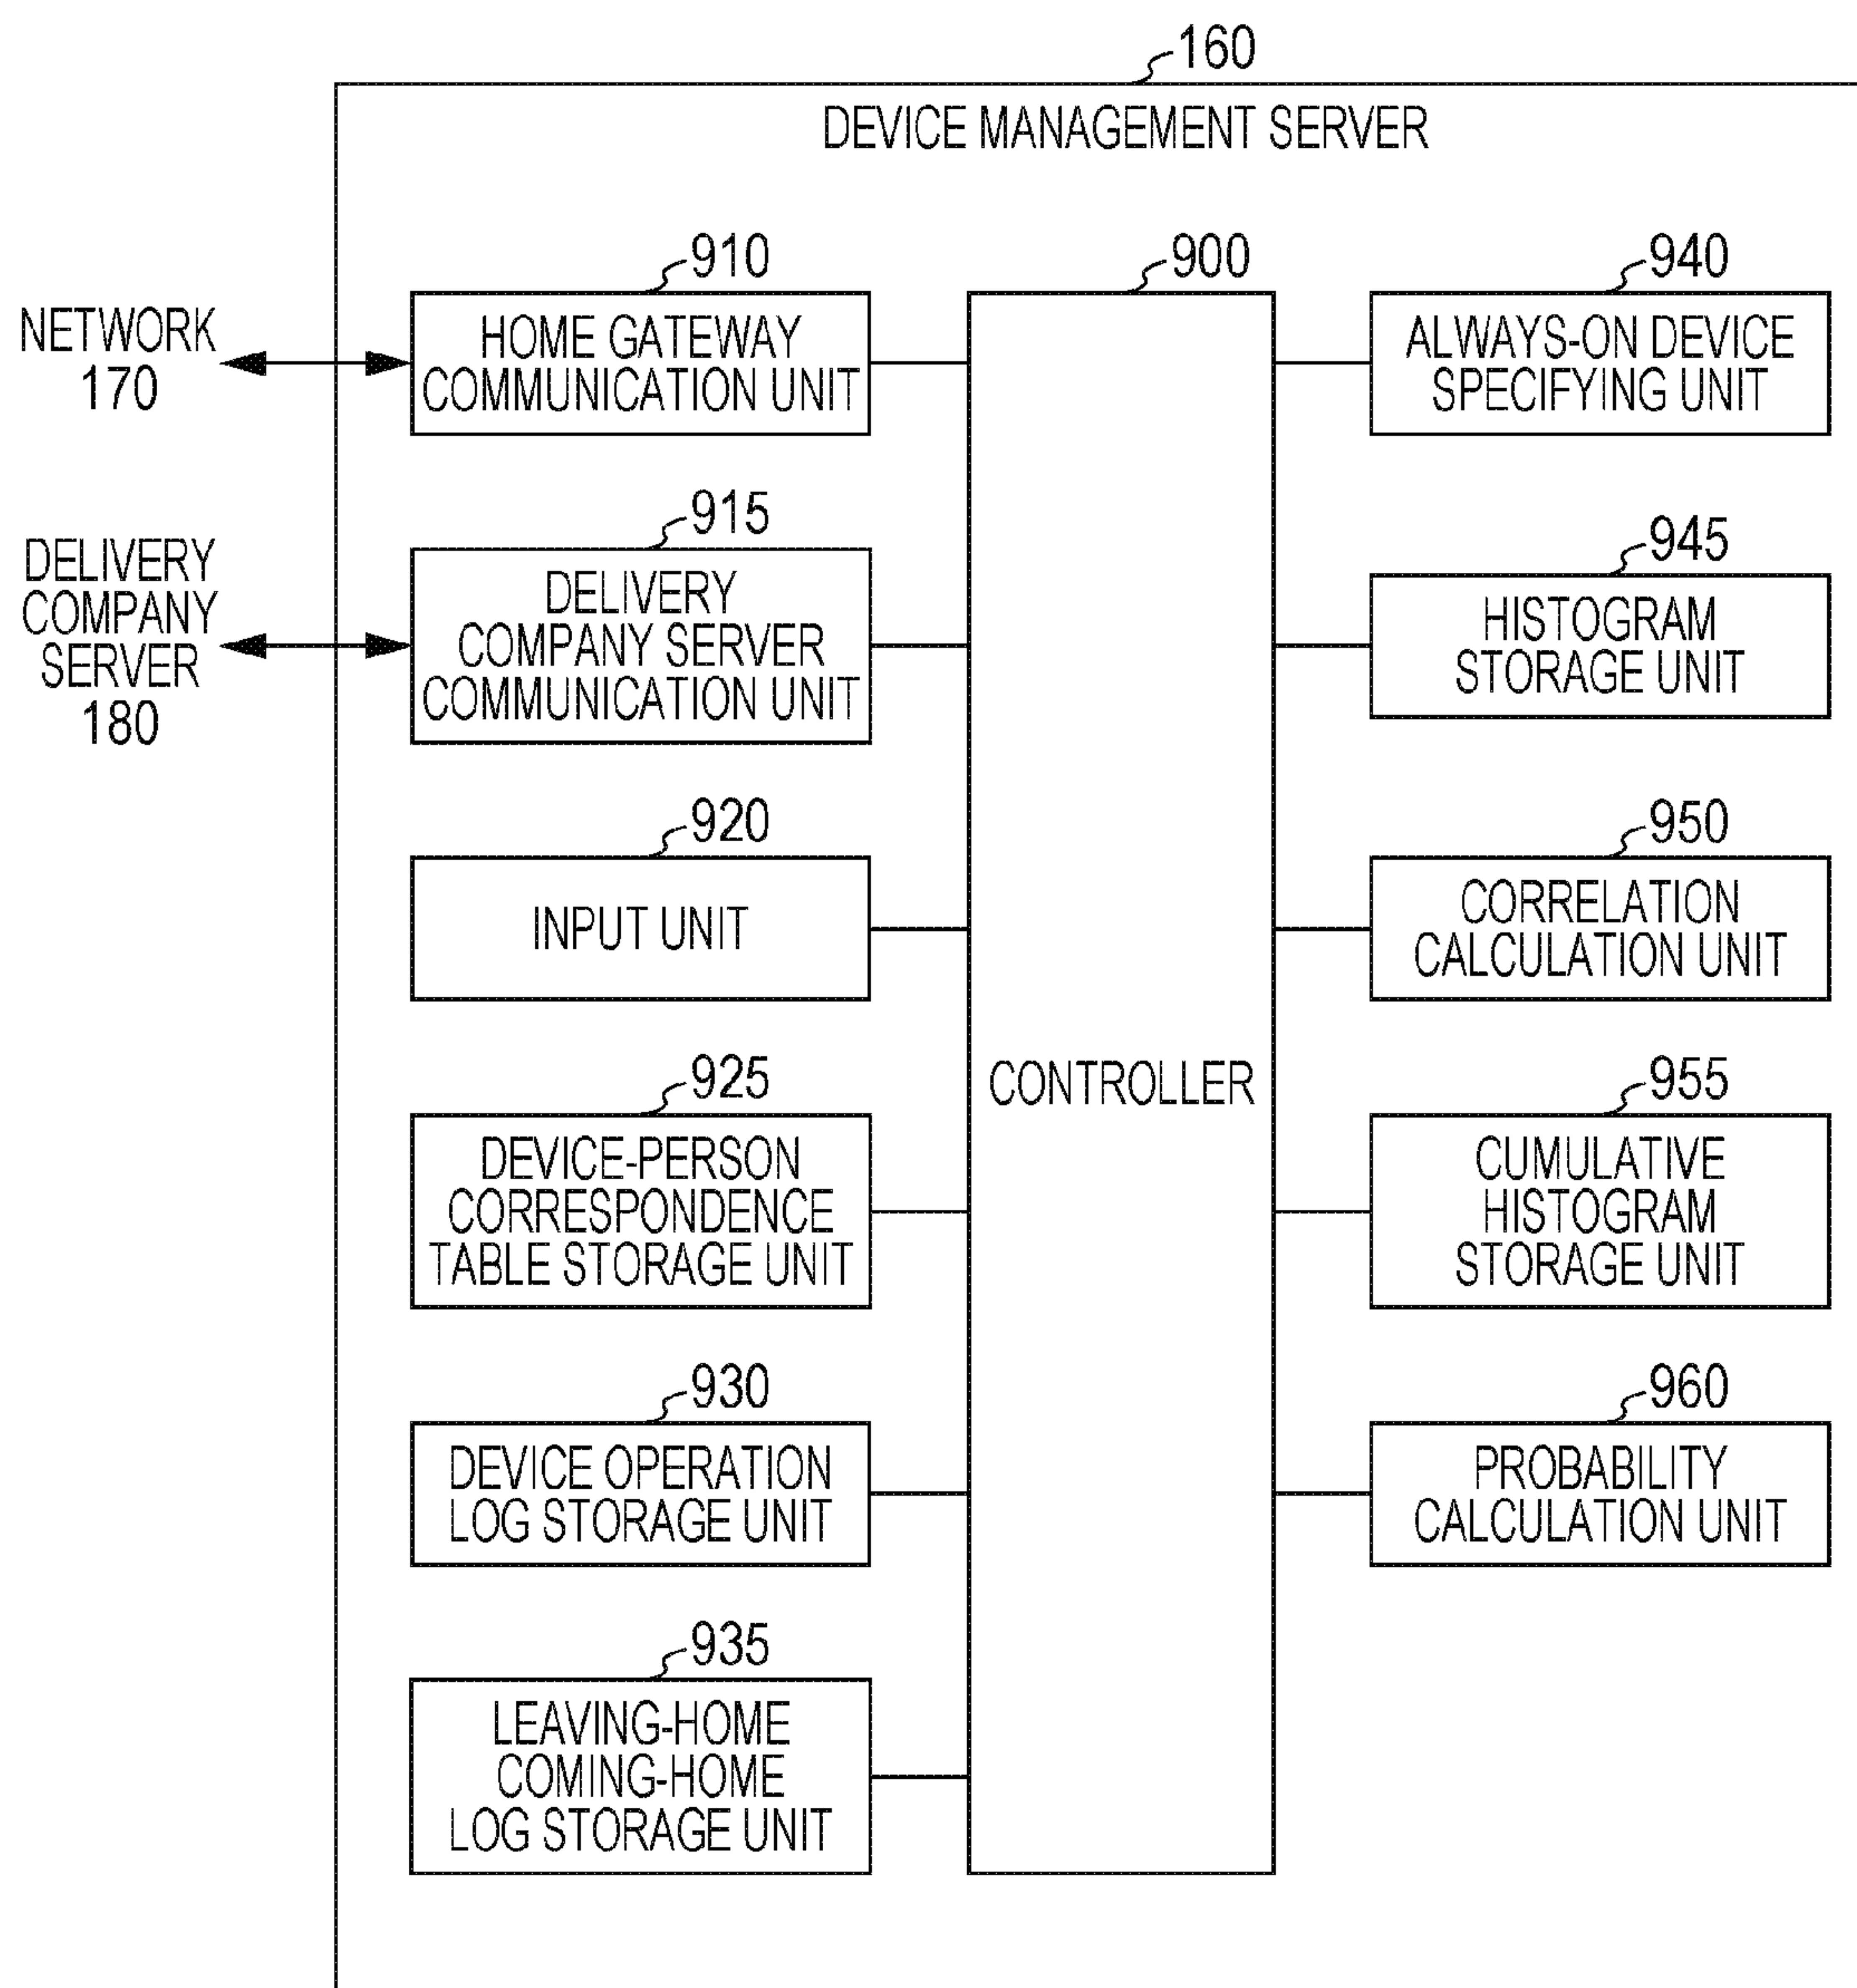 160
DEVICE MANAGEMENT SERVER
NETWORK
170
DELIVERY
COMPANY
SERVER
180
910
HOME GATEWAY
COMMUNICATION UNIT
915
DELIVERY
COMPANY SERVER
COMMUNICATION UNIT
920
INPUT UNIT
925
DEVICE-PERSON
CORRESPONDENCE
TABLE STORAGE UNIT
930
DEVICE OPERATION
LOG STORAGE UNIT
935
LEAVING-HOME
COMING-HOME
LOG STORAGE UNIT
900
CONTROLLER
940
ALWAYS-ON DEVICE
SPECIFYING UNIT
945
HISTOGRAM
STORAGE UNIT
950
CORRELATION
CALCULATION UNIT
955
CUMULATIVE
HISTOGRAM
STORAGE UNIT
960
PROBABILITY
CALCULATION UNIT